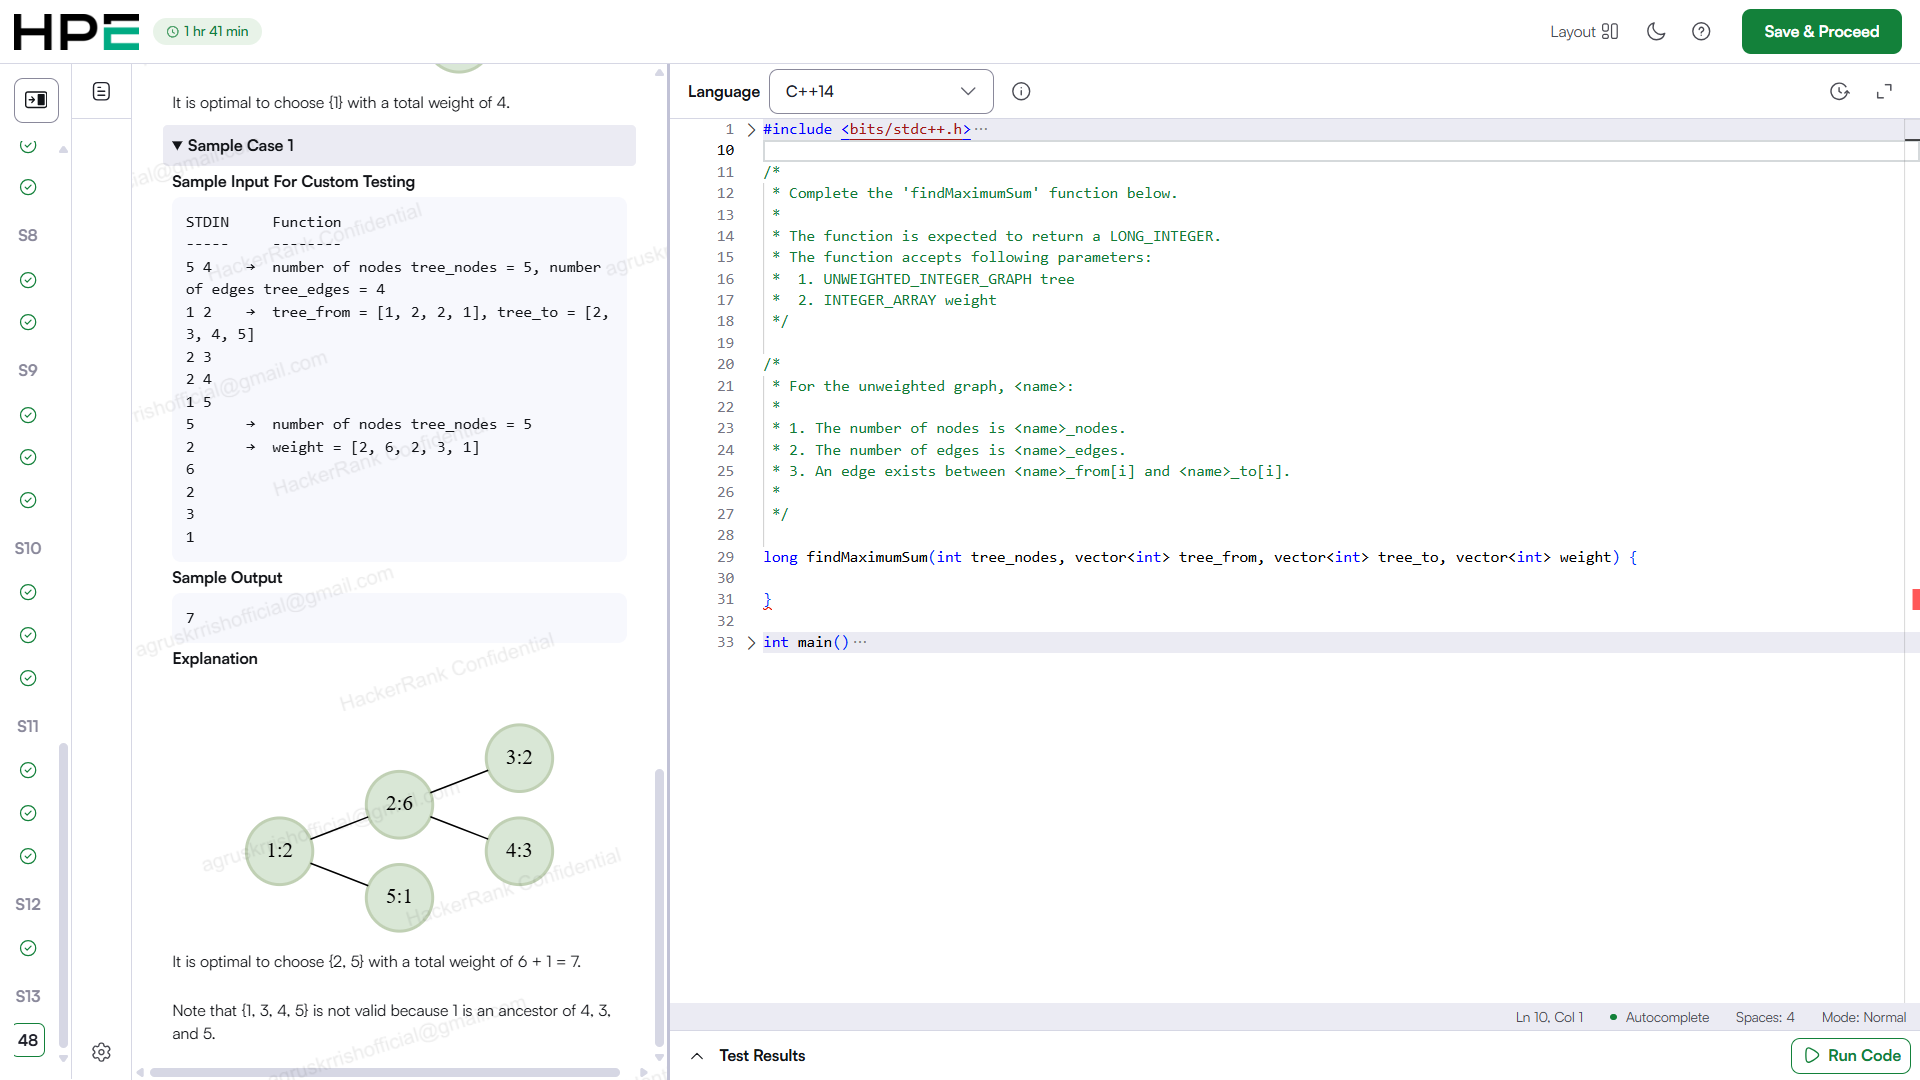 HPE
1 hr 41 min
Layout
Save & Proceed
It is optimal to choose {1} with a total weight of 4.
▼ Sample Case 1
Sample Input For Custom Testing
STDIN Function
----- --------
5 4 → number of nodes tree_nodes = 5, number
of edges tree_edges = 4
1 2 → tree_from = [1, 2, 2, 1], tree_to = [2,
3, 4, 5]
2 3
2 4
1 5
5 → number of nodes tree_nodes = 5
2 → weight = [2, 6, 2, 3, 1]
6
2
3
1
Sample Output
7
Explanation
3:2
2:6
1:2
4:3
5:1
It is optimal to choose {2, 5} with a total weight of 6 + 1 = 7.
Note that {1, 3, 4, 5} is not valid because 1 is an ancestor of 4, 3,
and 5.
S8
S9
S10
S11
S12
S13
48
HackerRank Confidential
agruskrrishofficial@gmail.com
HackerRank Confidential
agruskrrishofficial@gmail.com
HackerRank Confidential
HackerRank Confidential
Language
C++14
1 #include <bits/stdc++.h>···
10
11 /*
12 * Complete the 'findMaximumSum' function below.
13 *
14 * The function is expected to return a LONG_INTEGER.
15 * The function accepts following parameters:
16 * 1. UNWEIGHTED_INTEGER_GRAPH tree
17 * 2. INTEGER_ARRAY weight
18 */
19
20 /*
21 * For the unweighted graph, <name>:
22 *
23 * 1. The number of nodes is <name>_nodes.
24 * 2. The number of edges is <name>_edges.
25 * 3. An edge exists between <name>_from[i] and <name>_to[i].
26 *
27 */
28
29 long findMaximumSum(int tree_nodes, vector<int> tree_from, vector<int> tree_to, vector<int> weight) {
30
31 }
32
33 int main()···
Ln 10, Col 1
Autocomplete
Spaces: 4
Mode: Normal
Test Results
Run Code